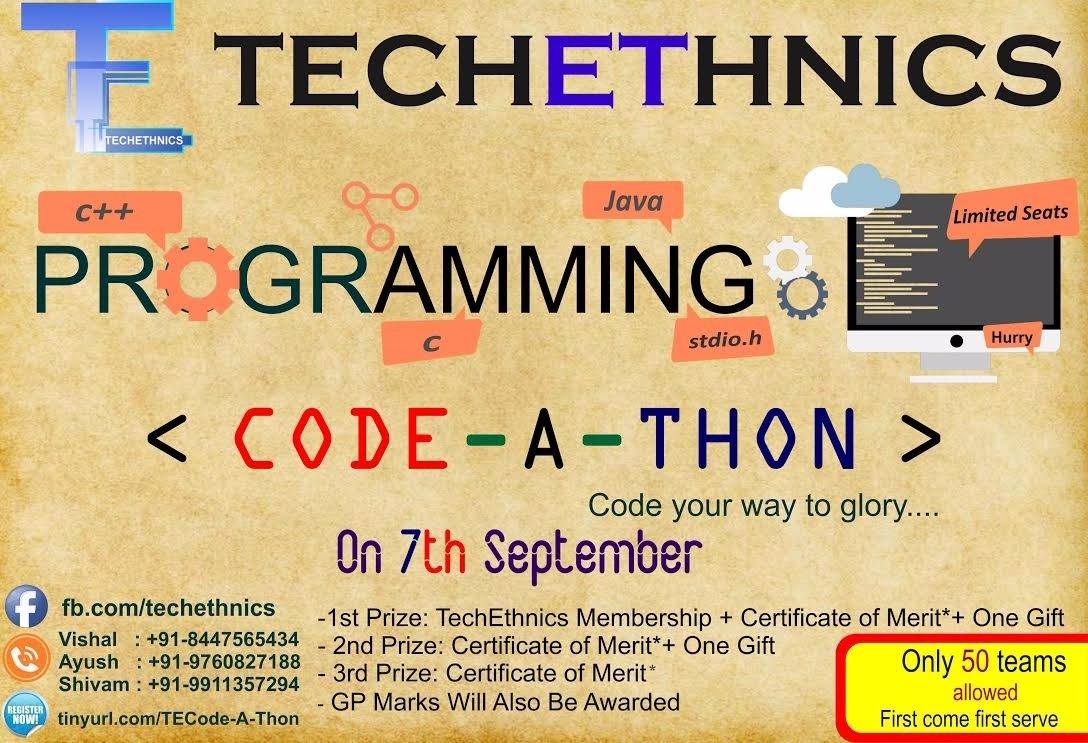 TECHETHNICS
TECHETHNICS
c++
Java
Limited Seats
PROGRAMMING
c
stdio.h
Hurry
< CODE-A-THON >
Code your way to glory....
On 7th September
fb.com/techethnics
Vishal : +91-8447565434
Ayush : +91-9760827188
Shivam : +91-9911357294
REGISTER
NOW!
tinyurl.com/TECode-A-Thon
-1st Prize: TechEthnics Membership + Certificate of Merit*+ One Gift
- 2nd Prize: Certificate of Merit*+ One Gift
- 3rd Prize: Certificate of Merit*
- GP Marks Will Also Be Awarded
Only 50 teams
allowed
First come first serve